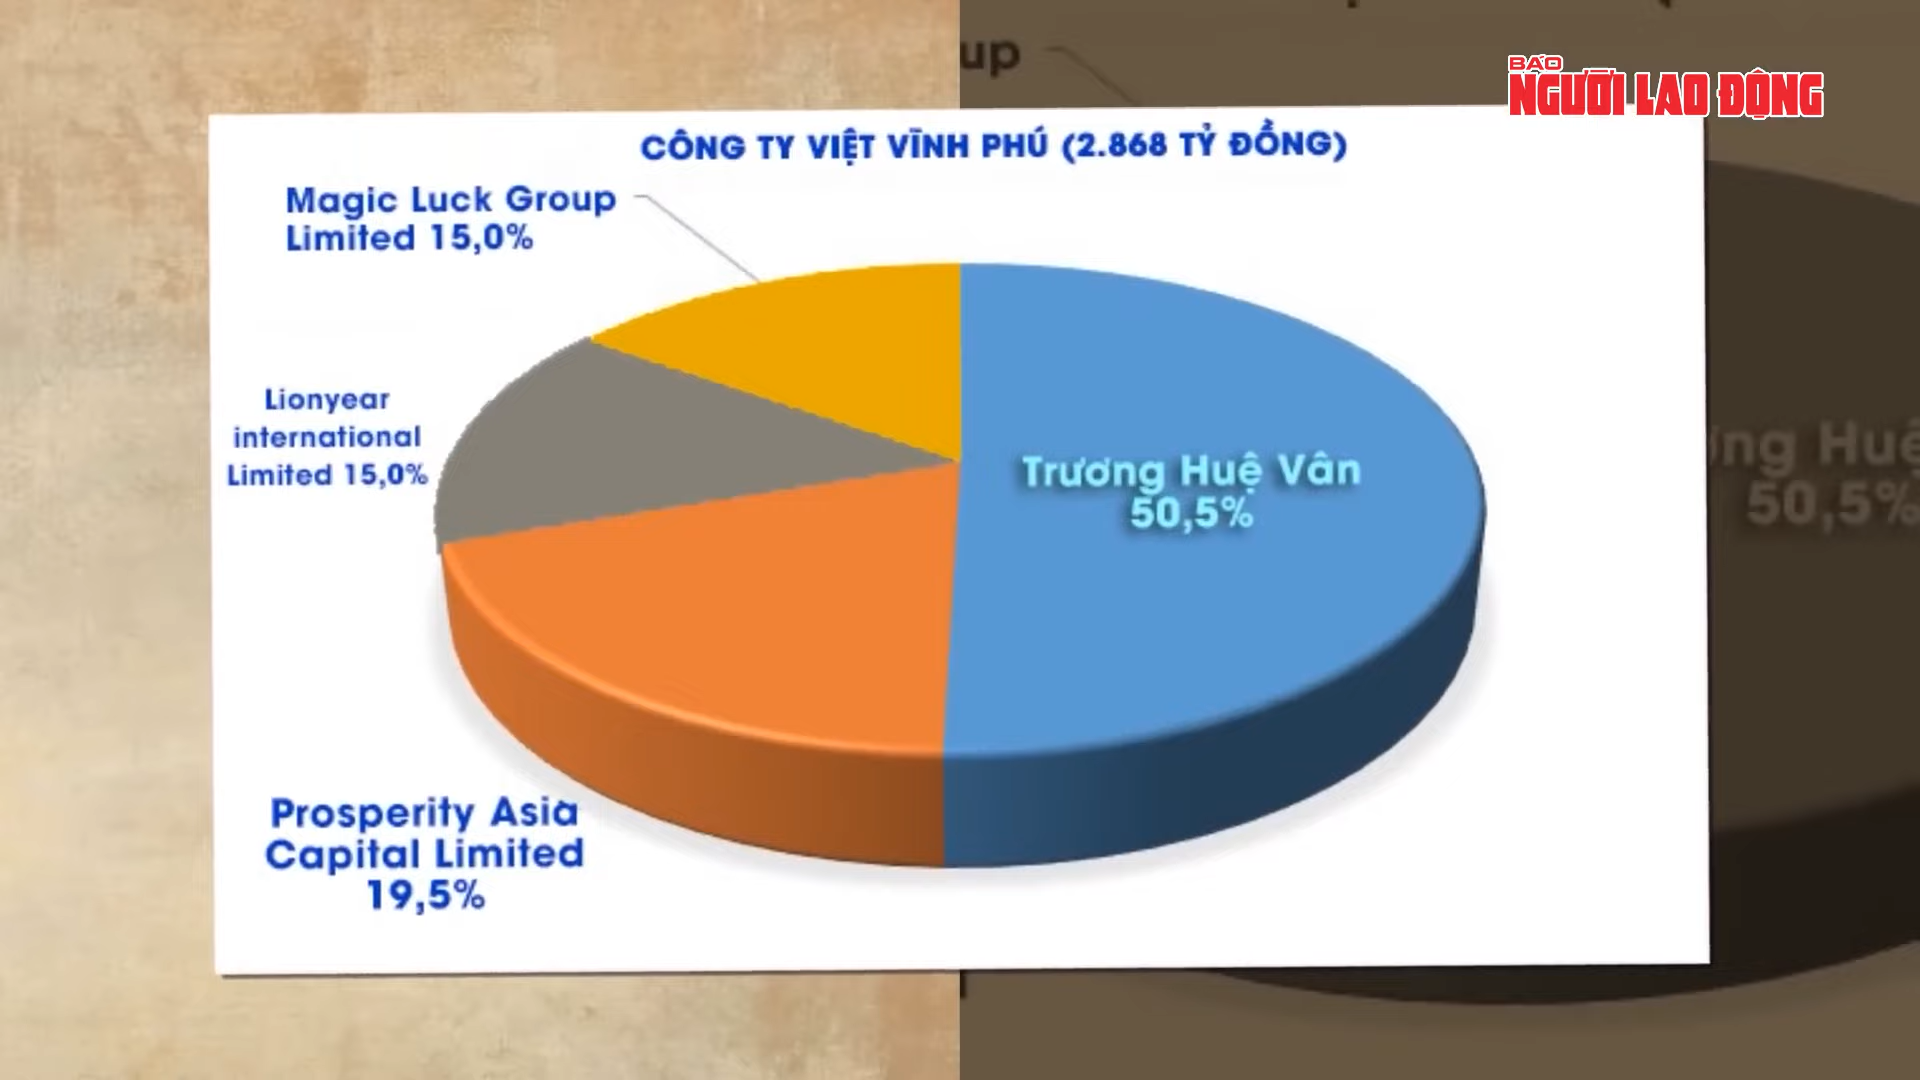 up
BÁO
NGƯỜI LAO ĐỘNG
CÔNG TY VIỆT VĨNH PHÚ (2.868 TỶ ĐỒNG)
Magic Luck Group
Limited 15,0%
Lionyear
international
Limited 15,0%
Trương Huệ Vân
50,5%
ơng Huệ
50,5%
Prosperity Asia
Capital Limited
19,5%